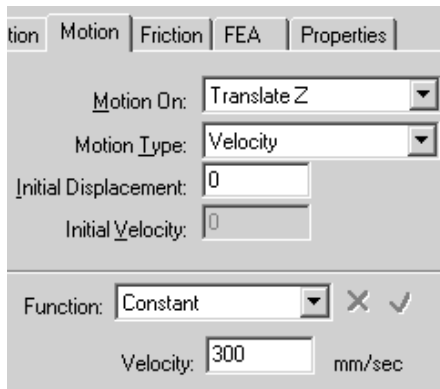 tion Motion Friction FEA Properties
Motion On: Translate Z
Motion Type: Velocity
Initial Displacement: 0
Initial Velocity: 0
Function: Constant
Velocity: 300 mm/sec